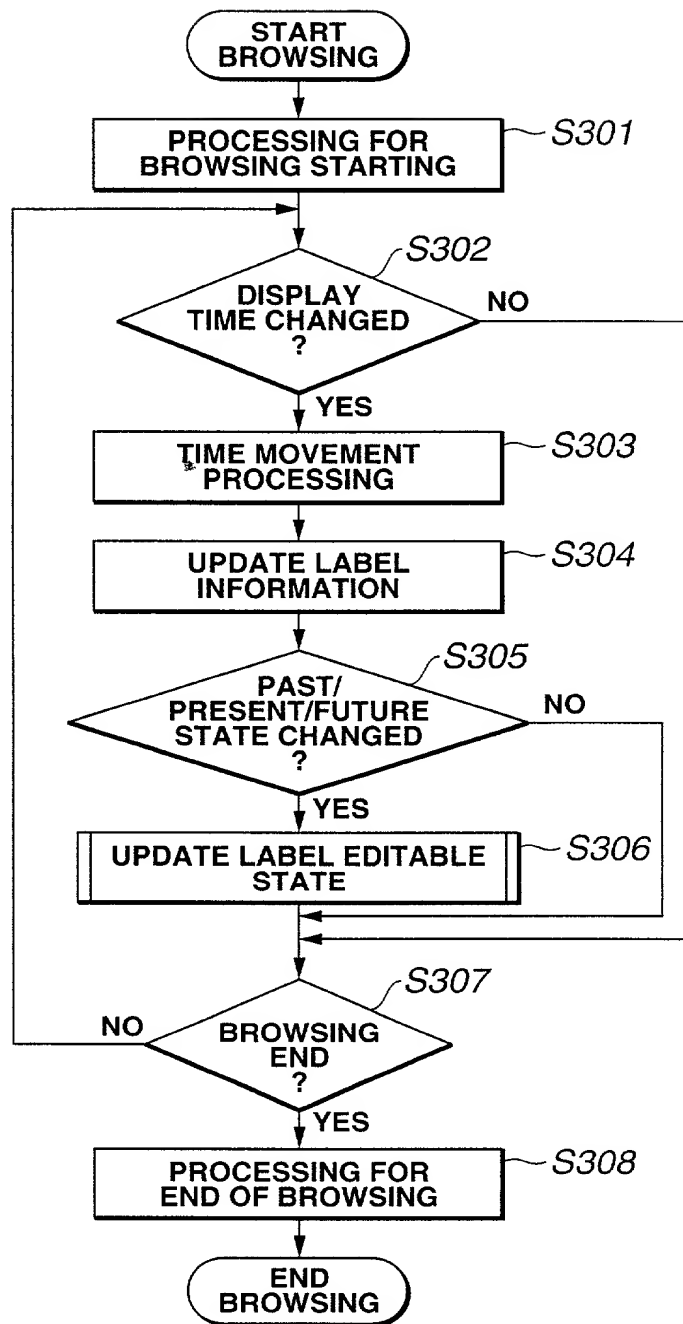 START
BROWSING
PROCESSING FOR
BROWSING STARTING
S301
S302
DISPLAY
TIME CHANGED
?
NO
YES
TIME MOVEMENT
PROCESSING
S303
UPDATE LABEL
INFORMATION
S304
S305
PAST/
PRESENT/FUTURE
STATE CHANGED
?
NO
YES
UPDATE LABEL EDITABLE
STATE
S306
S307
NO
BROWSING
END
?
YES
PROCESSING FOR
END OF BROWSING
S308
END
BROWSING